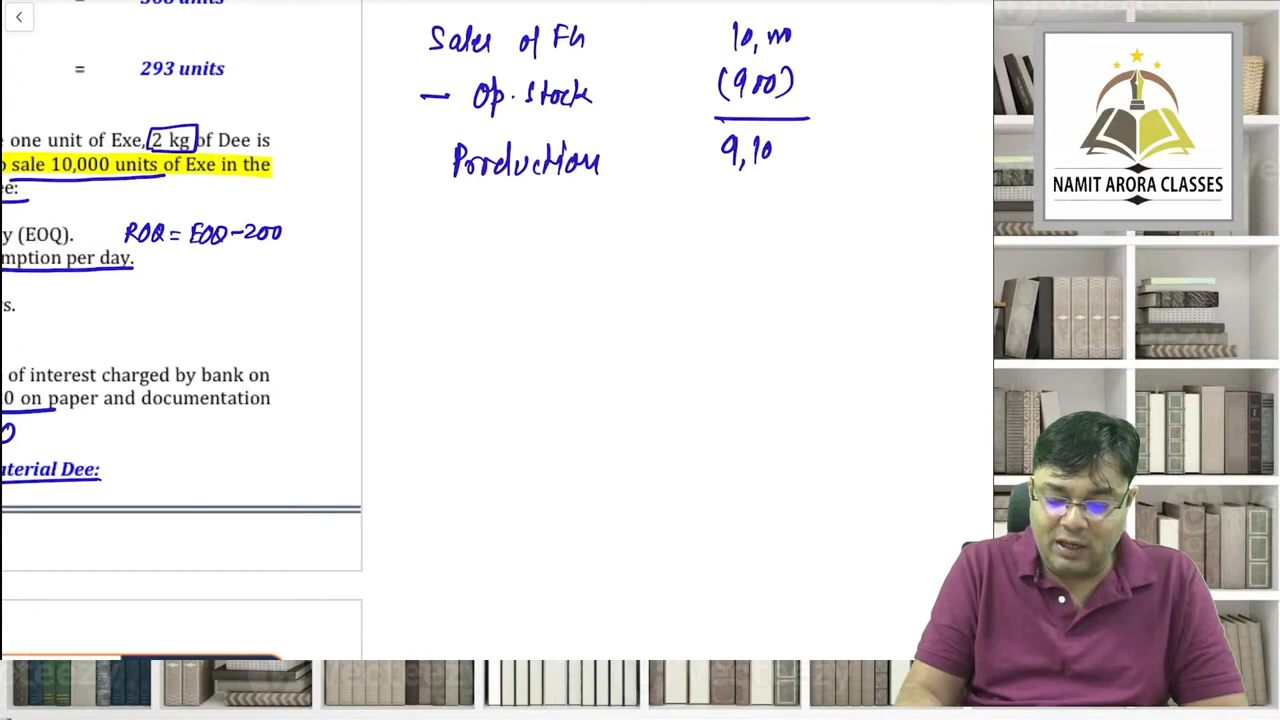 = 293 units
e one unit of Exe, 2 kg of Dee is
o sale 10,000 units of Exe in the
ee:
y (EOQ). ROQ = EOQ-200
mption per day.
s.
of interest charged by bank on
0 on paper and documentation
0
aterial Dee:
Sales of FG 10,000
- Op. Stock (900)
Production 9,10
NAMIT ARORA CLASSES